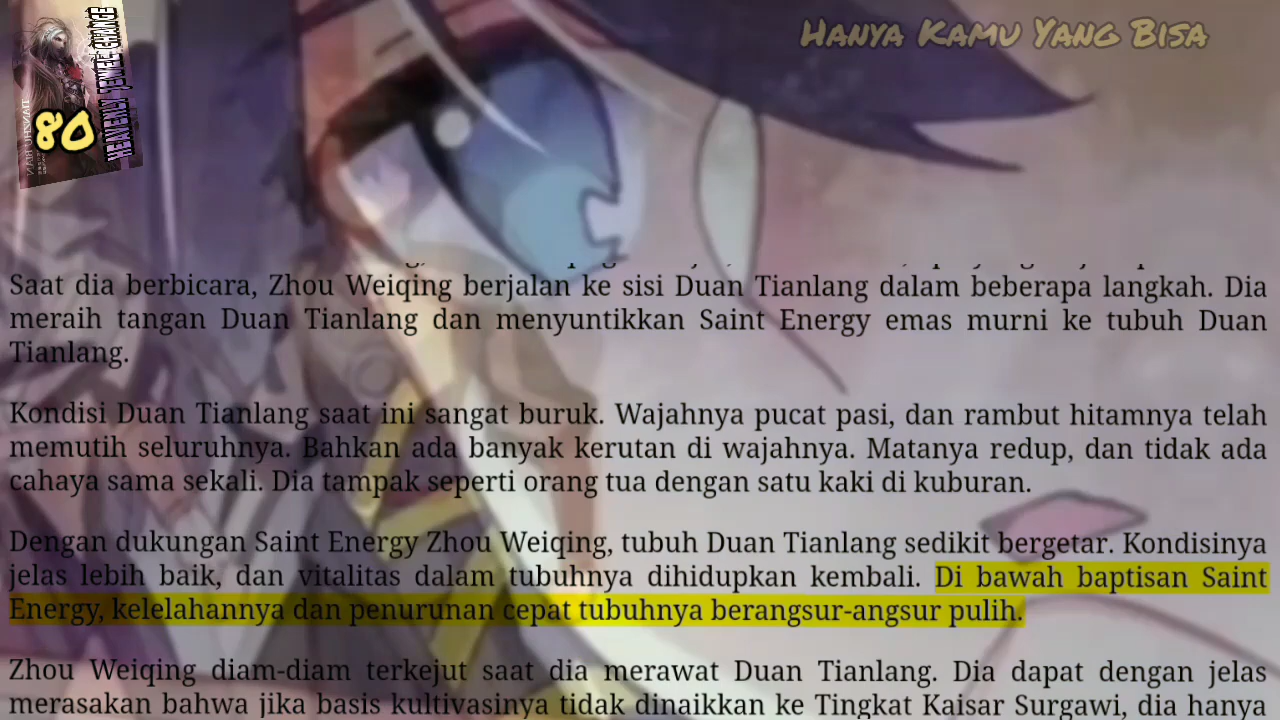 Hanya Kamu Yang Bisa
HEAVENLY JEWEL CHANGE
80
Saat dia berbicara, Zhou Weiqing berjalan ke sisi Duan Tianlang dalam beberapa langkah. Dia
meraih tangan Duan Tianlang dan menyuntikkan Saint Energy emas murni ke tubuh Duan
Tianlang.
Kondisi Duan Tianlang saat ini sangat buruk. Wajahnya pucat pasi, dan rambut hitamnya telah
memutih seluruhnya. Bahkan ada banyak kerutan di wajahnya. Matanya redup, dan tidak ada
cahaya sama sekali. Dia tampak seperti orang tua dengan satu kaki di kuburan.
Dengan dukungan Saint Energy Zhou Weiqing, tubuh Duan Tianlang sedikit bergetar. Kondisinya
jelas lebih baik, dan vitalitas dalam tubuhnya dihidupkan kembali. Di bawah baptisan Saint
Energy, kelelahannya dan penurunan cepat tubuhnya berangsur-angsur pulih.
Zhou Weiqing diam-diam terkejut saat dia merawat Duan Tianlang. Dia dapat dengan jelas
merasakan bahwa jika basis kultivasinya tidak dinaikkan ke Tingkat Kaisar Surgawi, dia hanya